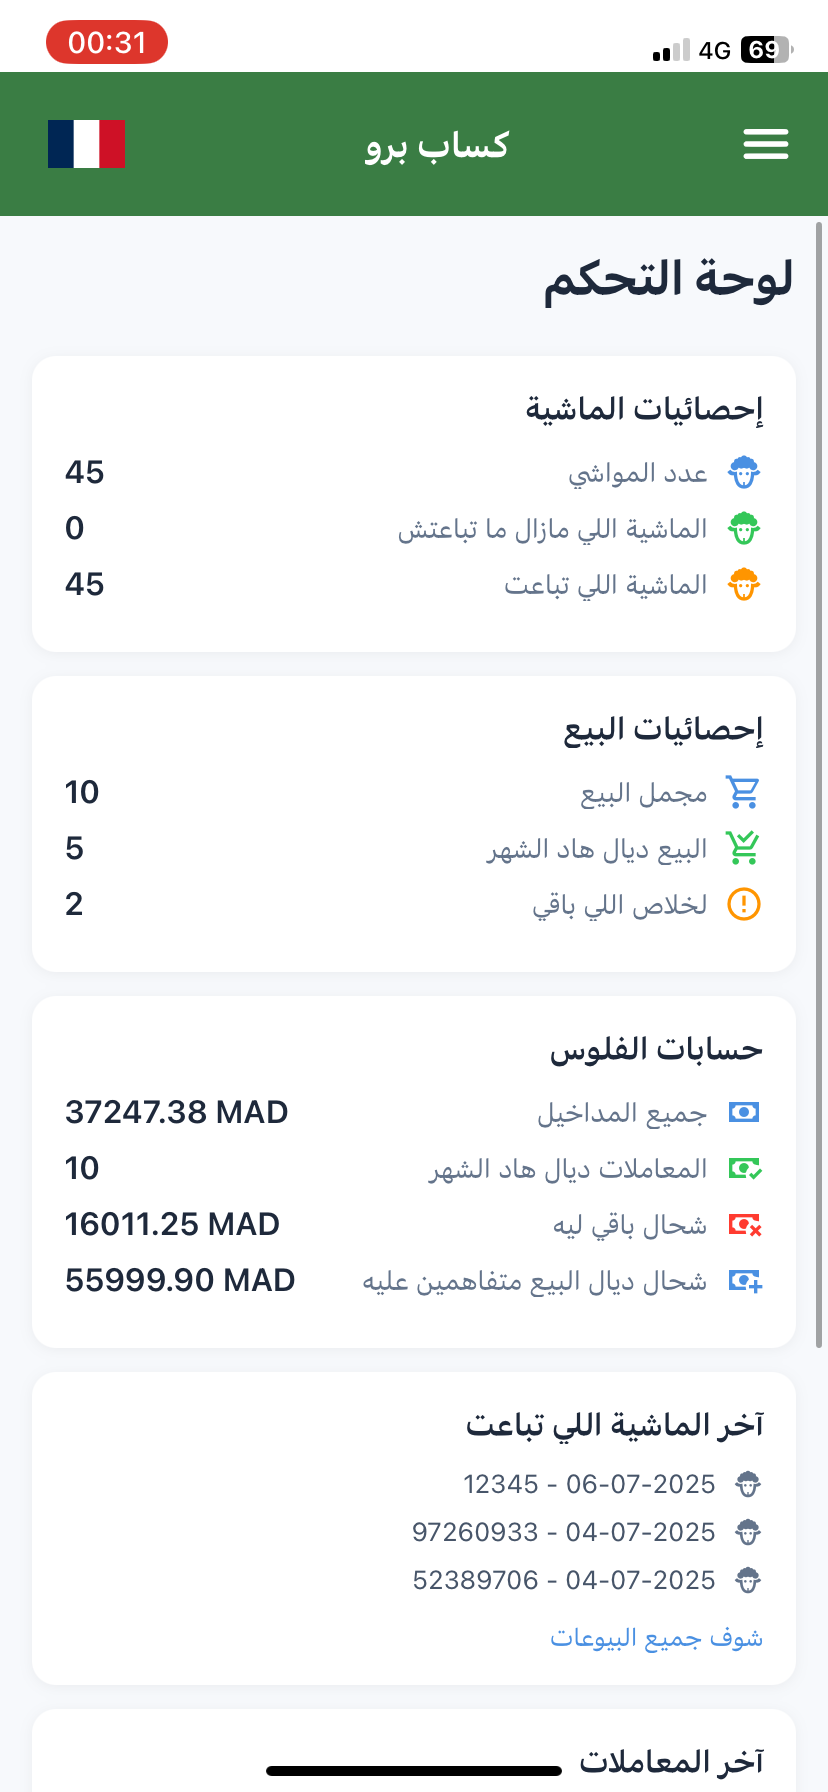 00:31
4G 69
كساب برو
لوحة التحكم
إحصائيات الماشية
عدد المواشي 45
الماشية اللي مازال ما تباعتش 0
الماشية اللي تباعت 45
إحصائيات البيع
مجمل البيع 10
البيع ديال هاد الشهر 5
لخلاص اللي باقي 2
حسابات الفلوس
جميع المداخيل 37247.38 MAD
المعاملات ديال هاد الشهر 10
شحال باقي ليه 16011.25 MAD
شحال ديال البيع متفاهمين عليه 55999.90 MAD
آخر الماشية اللي تباعت
12345 - 06-07-2025
97260933 - 04-07-2025
52389706 - 04-07-2025
شوف جميع البيوعات
آخر المعاملات